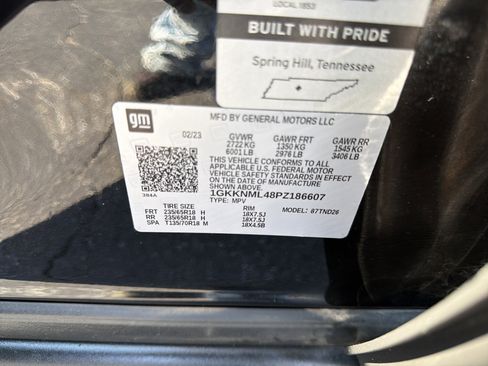 LOCAL 1853
BUILT WITH PRIDE
Spring Hill, Tennessee
gm
MFD BY GENERAL MOTORS LLC
02/23 GVWR GAWR FRT GAWR RR
2722 KG 1350 KG 1545 KG
6001 LB 2976 LB 3406 LB
THIS VEHICLE CONFORMS TO ALL
APPLICABLE U.S. FEDERAL MOTOR
VEHICLE SAFETY STANDARDS IN EFFECT
ON THE DATE OF MANUFACTURE
SHOWN ABOVE.
1GKKNML48PZ186607
384A TYPE: MPV
TIRE SIZE RIM MODEL: 87TND26
FRT 235/65R18 H 18X7.5J
RR 235/65R18 H 18X7.5J
SPA T135/70R18 M 18X4.5B